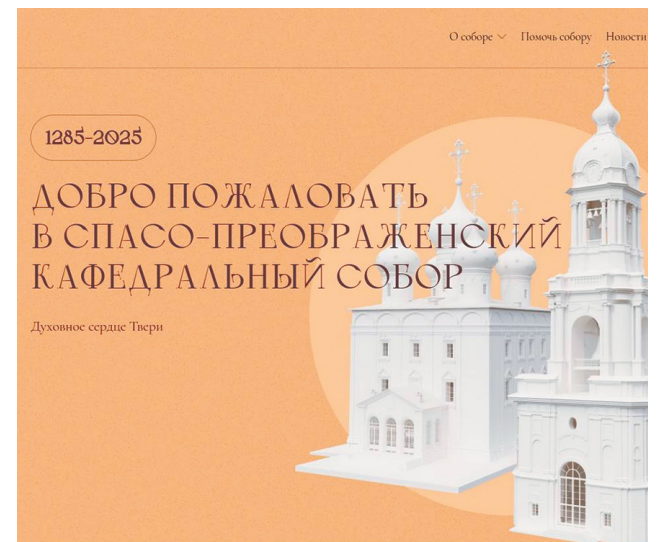 О соборе Помочь собору Новости
1285-2025
ДОБРО ПОЖАЛОВАТЬ
В СПАСО-ПРЕОБРАЖЕНСКИЙ
КАФЕДРАЛЬНЫЙ СОБОР
Духовное сердце Твери